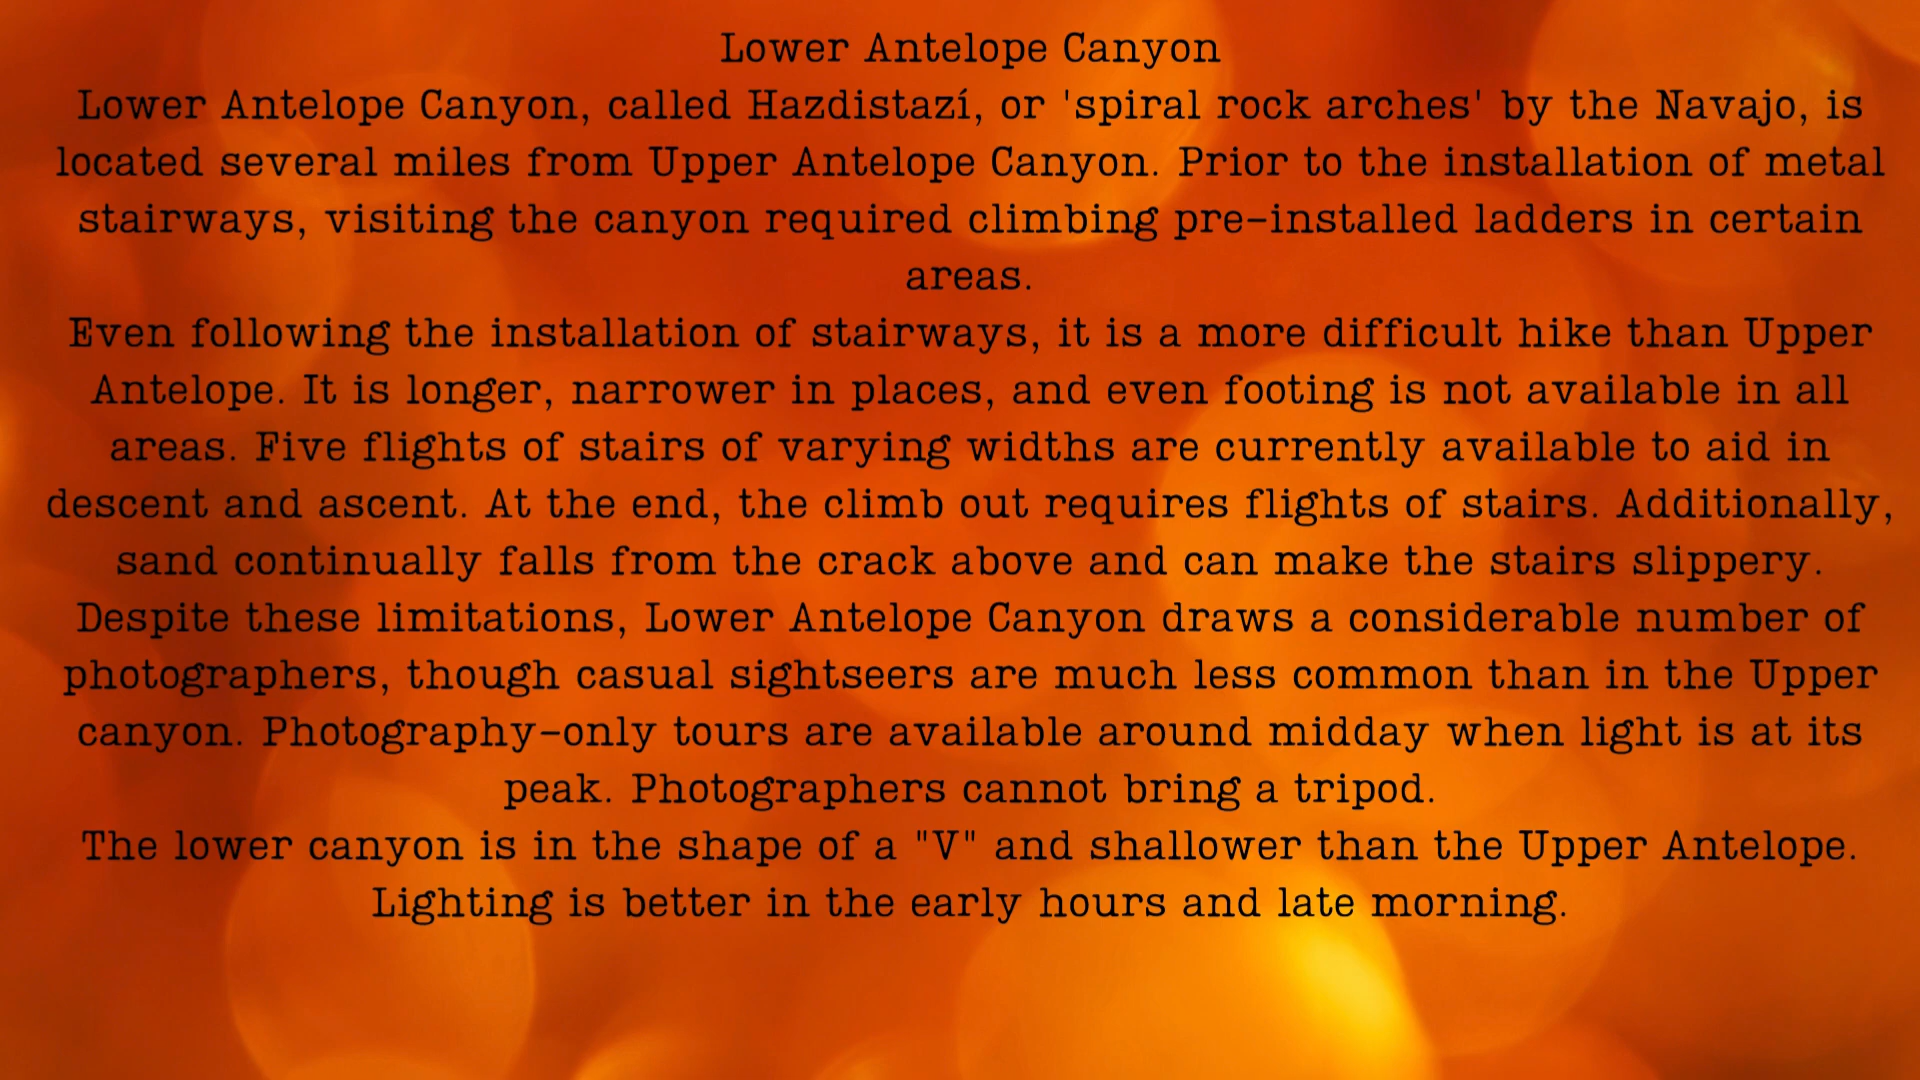 Lower Antelope Canyon
Lower Antelope Canyon, called Hazdistazí, or 'spiral rock arches' by the Navajo, is
located several miles from Upper Antelope Canyon. Prior to the installation of metal
stairways, visiting the canyon required climbing pre-installed ladders in certain
areas.
Even following the installation of stairways, it is a more difficult hike than Upper
Antelope. It is longer, narrower in places, and even footing is not available in all
areas. Five flights of stairs of varying widths are currently available to aid in
descent and ascent. At the end, the climb out requires flights of stairs. Additionally,
sand continually falls from the crack above and can make the stairs slippery.
Despite these limitations, Lower Antelope Canyon draws a considerable number of
photographers, though casual sightseers are much less common than in the Upper
canyon. Photography-only tours are available around midday when light is at its
peak. Photographers cannot bring a tripod.
The lower canyon is in the shape of a "V" and shallower than the Upper Antelope.
Lighting is better in the early hours and late morning.